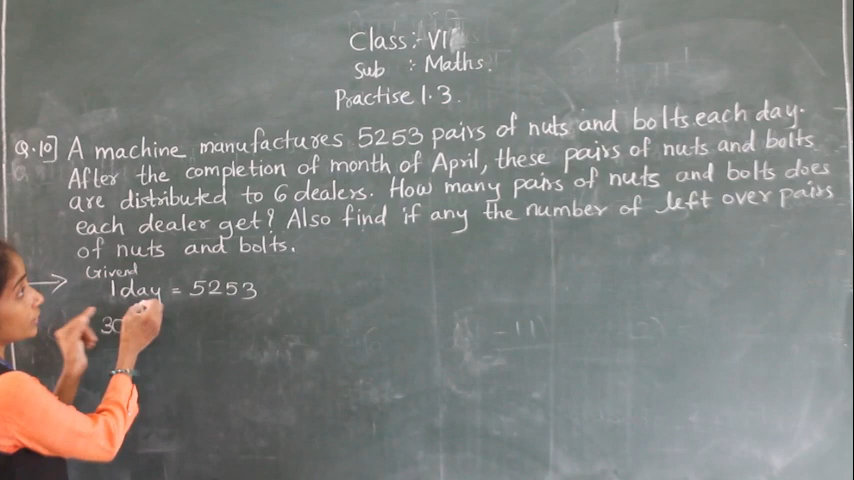 Class:- VI
Sub :- Maths.
Practise 1.3.
Q.10] A machine manufactures 5253 pairs of nuts and bolts each day.
After the completion of month of April, these pairs of nuts and bolts
are distributed to 6 dealers. How many pairs of nuts and bolts does
each dealer get? Also find if any the number of left over pairs
of nuts and bolts.
Given
1 day = 5253
30